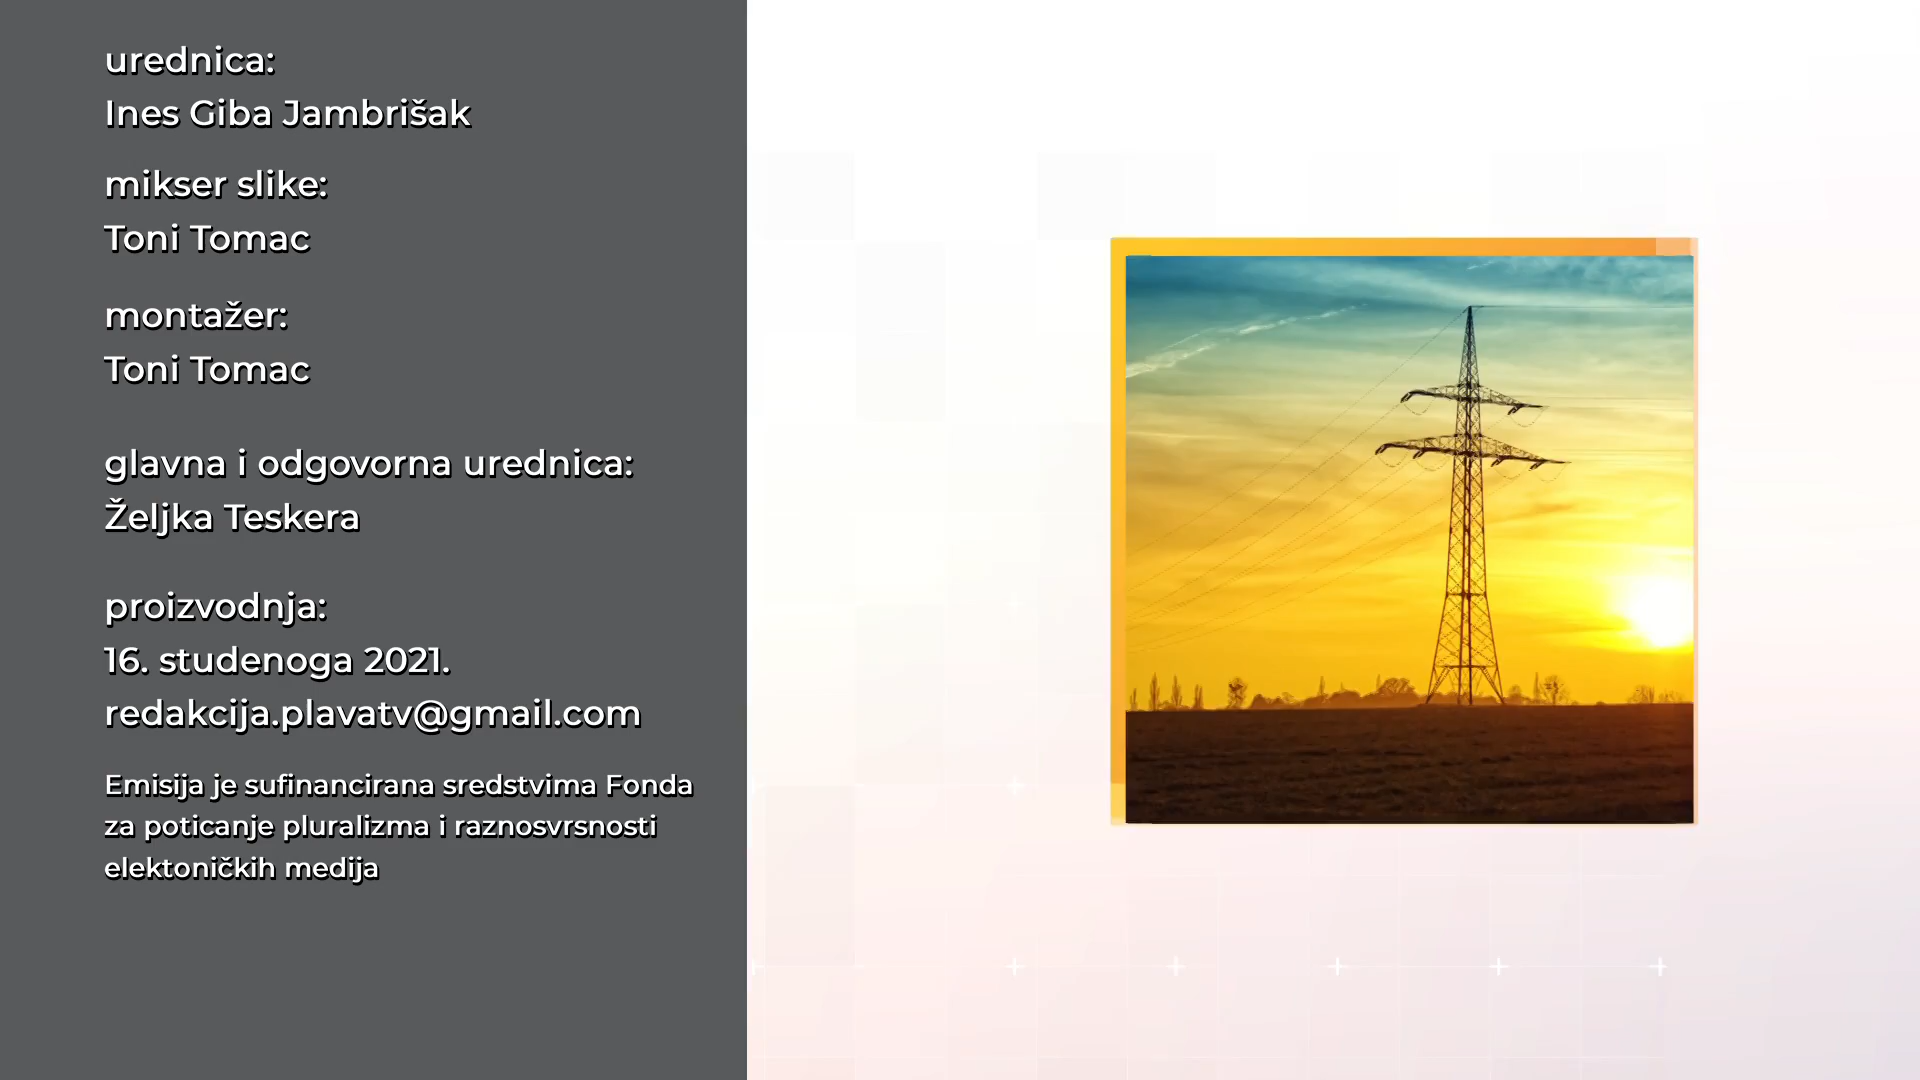 urednica:
Ines Giba Jambrišak
mikser slike:
Toni Tomac
montažer:
Toni Tomac
glavna i odgovorna urednica:
Željka Teskera
proizvodnja:
16. studenoga 2021.
redakcija.plavatv@gmail.com
Emisija je sufinancirana sredstvima Fonda
za poticanje pluralizma i raznosvrsnosti
elektoničkih medija